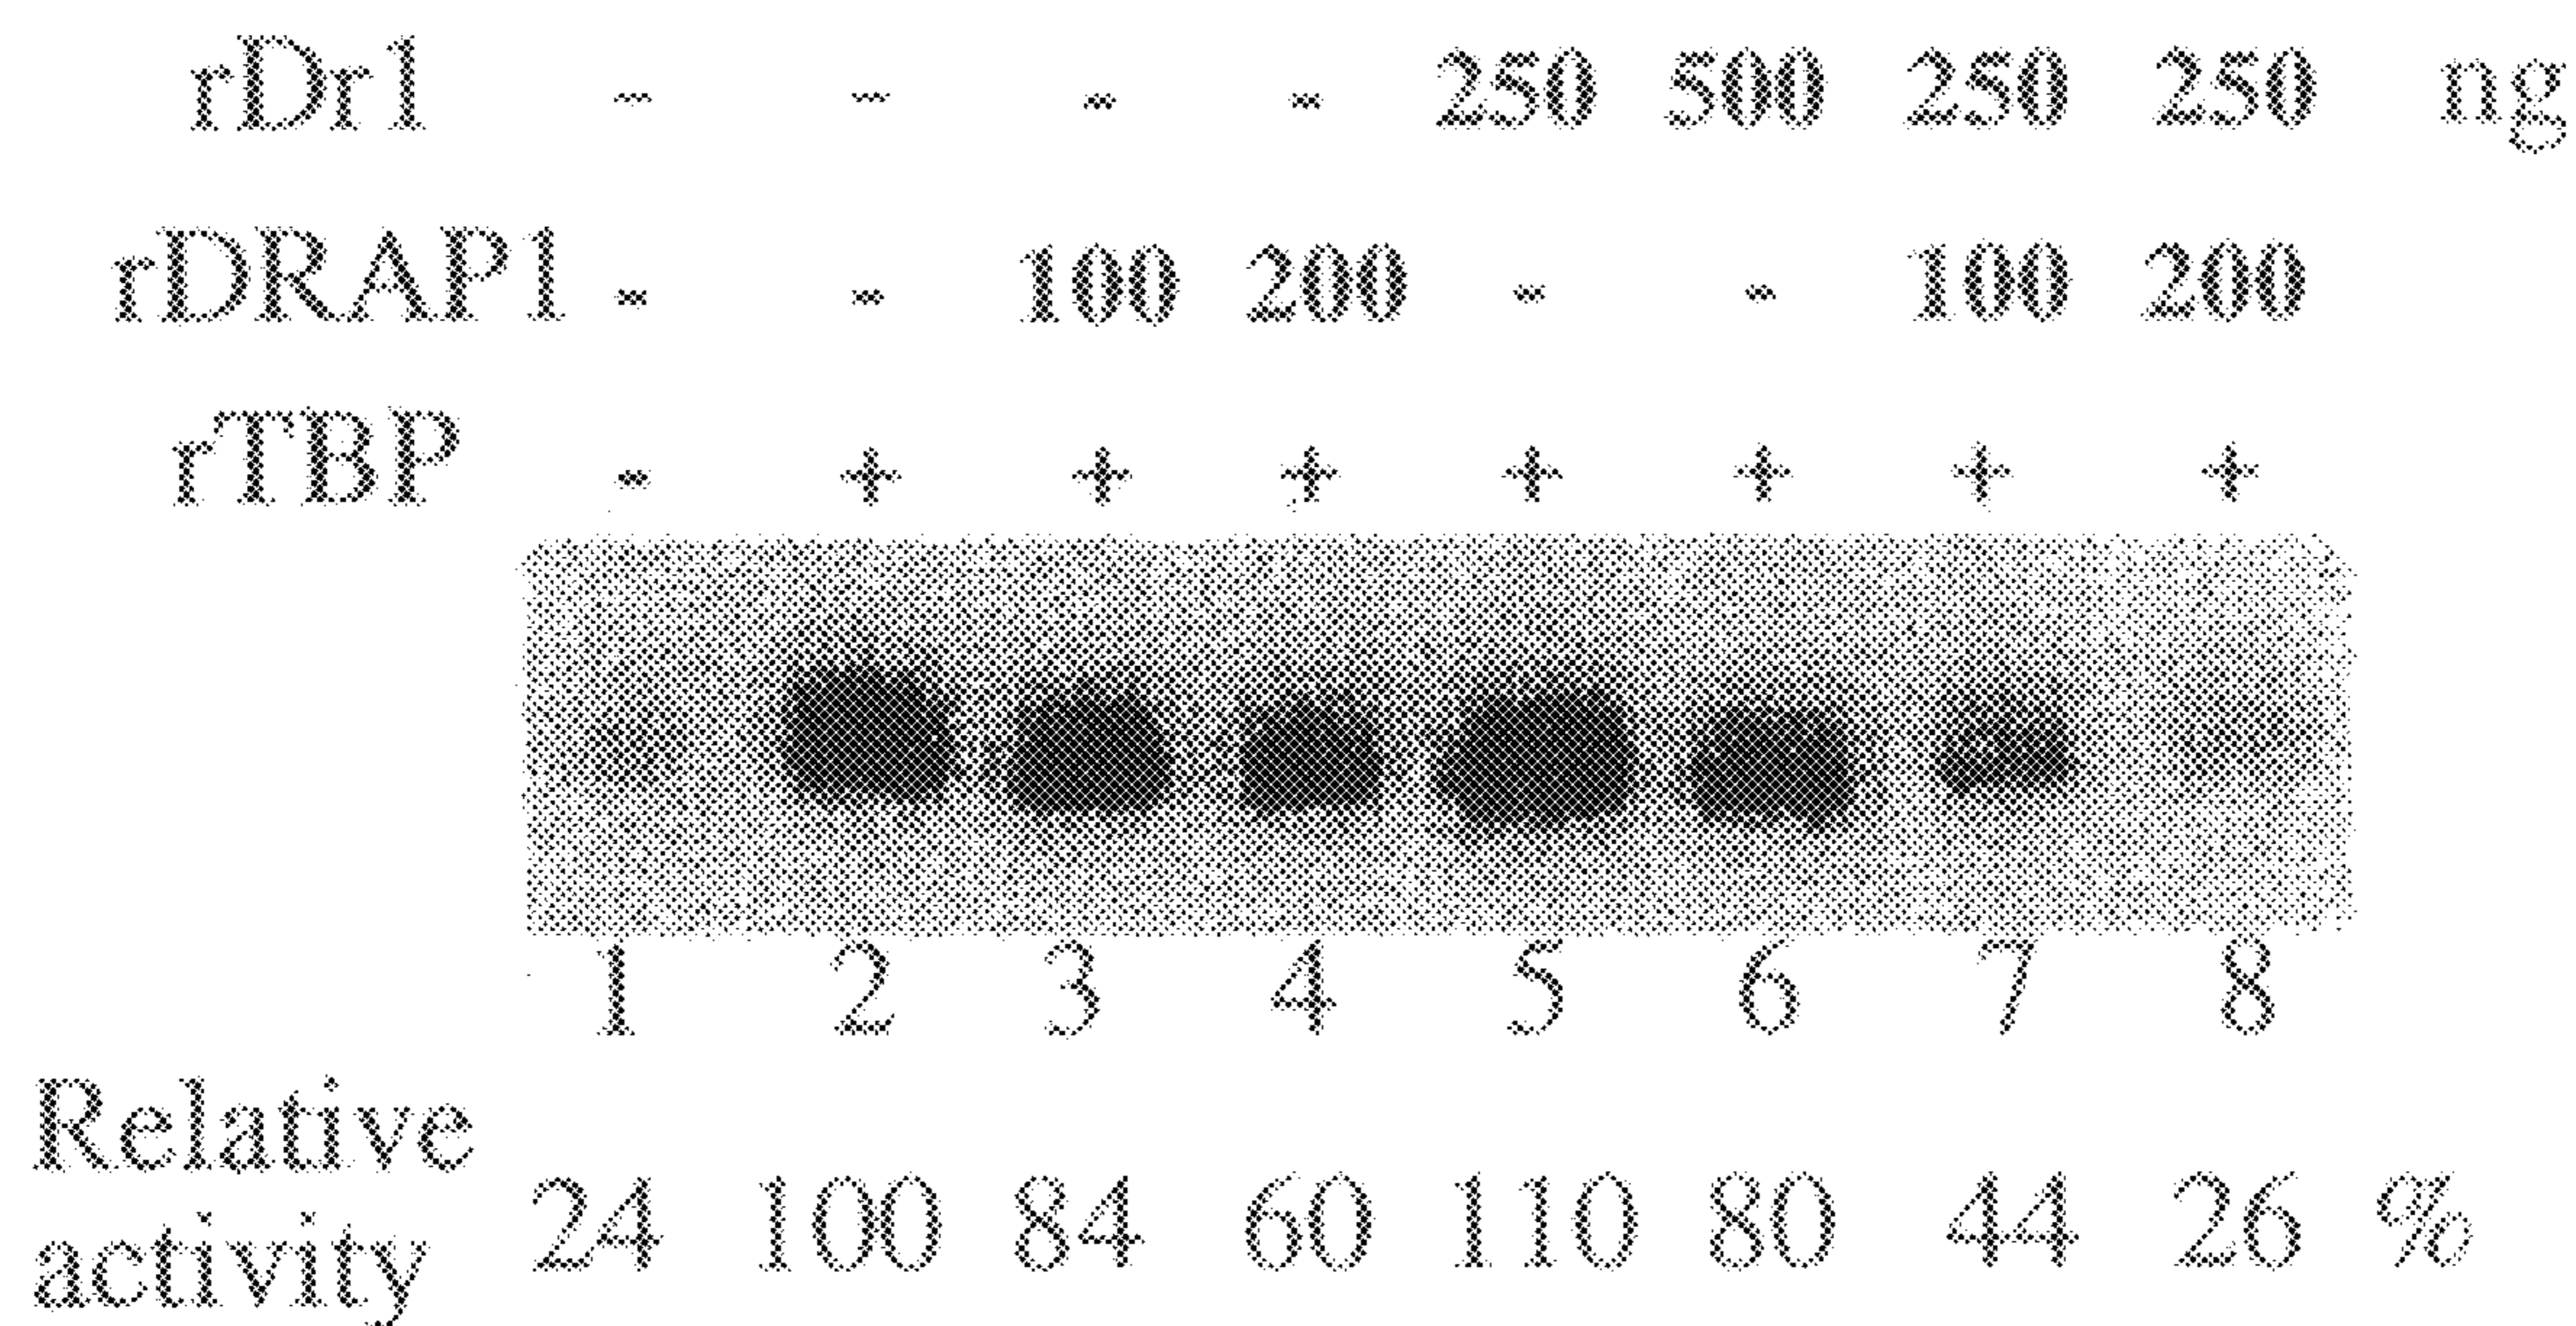 rDr1 - - - - 250 500 250 250 ng
rDRAP1 - - 100 200 - - 100 200
rTBP - + + + + + + +
1 2 3 4 5 6 7 8
Relative
activity 24 100 84 60 110 80 44 26 %